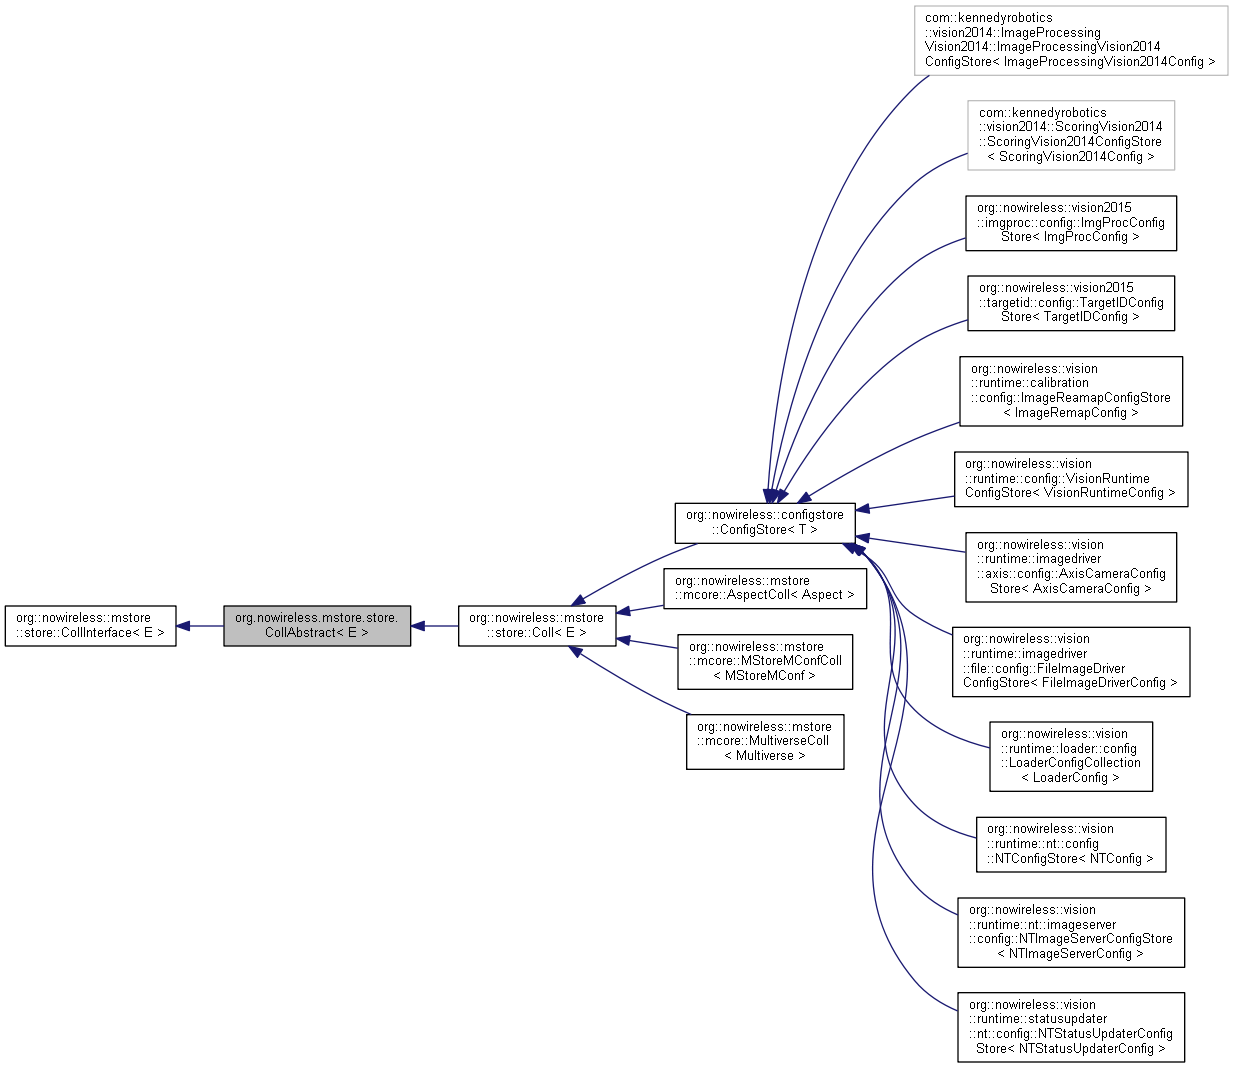 com::kennedyrobotics
::vision2014::ImageProcessing
Vision2014::ImageProcessingVision2014
ConfigStore< ImageProcessingVision2014Config >
com::kennedyrobotics
::vision2014::ScoringVision2014
::ScoringVision2014ConfigStore
< ScoringVision2014Config >
org::nowireless::vision2015
::imgproc::config::ImgProcConfig
Store< ImgProcConfig >
org::nowireless::vision2015
::targetid::config::TargetIDConfig
Store< TargetIDConfig >
org::nowireless::vision
::runtime::calibration
::config::ImageReamapConfigStore
< ImageRemapConfig >
org::nowireless::vision
::runtime::config::VisionRuntime
ConfigStore< VisionRuntimeConfig >
org::nowireless::configstore
::ConfigStore< T >
org::nowireless::vision
::runtime::imagedriver
::axis::config::AxisCameraConfig
Store< AxisCameraConfig >
org::nowireless::mstore
::mcore::AspectColl< Aspect >
org::nowireless::mstore
::store::CollInterface< E >
org.nowireless.mstore.store.
CollAbstract< E >
org::nowireless::mstore
::store::Coll< E >
org::nowireless::mstore
::mcore::MStoreMConfColl
< MStoreMConf >
org::nowireless::vision
::runtime::imagedriver
::file::config::FileImageDriver
ConfigStore< FileImageDriverConfig >
org::nowireless::mstore
::mcore::MultiverseColl
< Multiverse >
org::nowireless::vision
::runtime::loader::config
::LoaderConfigCollection
< LoaderConfig >
org::nowireless::vision
::runtime::nt::config
::NTConfigStore< NTConfig >
org::nowireless::vision
::runtime::nt::imageserver
::config::NTImageServerConfigStore
< NTImageServerConfig >
org::nowireless::vision
::runtime::statusupdater
::nt::config::NTStatusUpdaterConfig
Store< NTStatusUpdaterConfig >